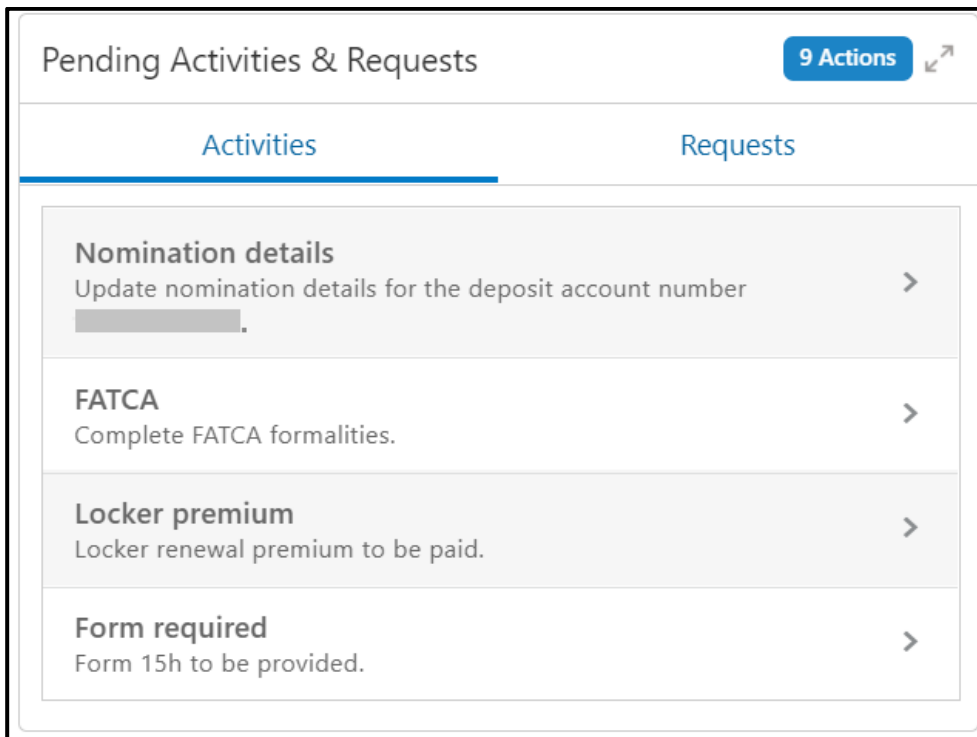 Pending Activities & Requests
9 Actions
Activities
Requests
Nomination details
Update nomination details for the deposit account number
.
FATCA
Complete FATCA formalities.
Locker premium
Locker renewal premium to be paid.
Form required
Form 15h to be provided.